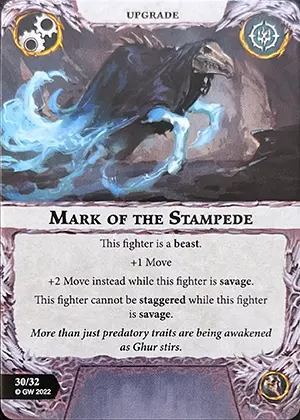 UPGRADE
MARK OF THE STAMPEDE
This fighter is a beast.
+1 Move
+2 Move instead while this fighter is savage.
This fighter cannot be staggered while this fighter
is savage.
More than just predatory traits are being awakened
as Ghur stirs.
30/32
© GW 2022